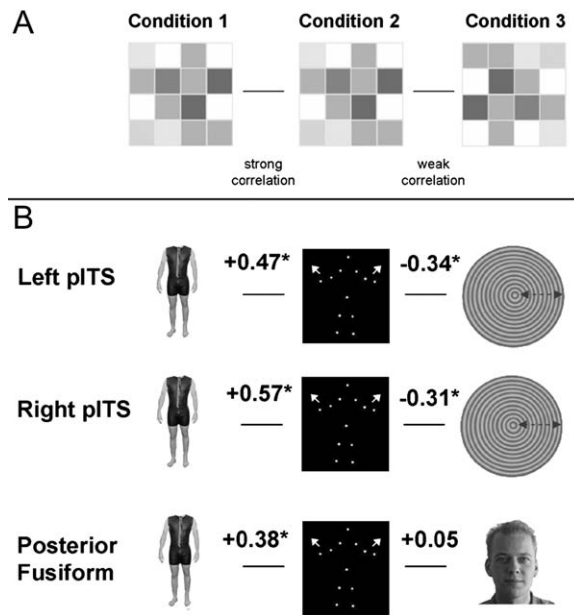 A
Condition 1 Condition 2 Condition 3
strong correlation
weak correlation
B
Left pITS
+0.47*
-0.34*
Right pITS
+0.57*
-0.31*
Posterior
Fusiform
+0.38*
+0.05